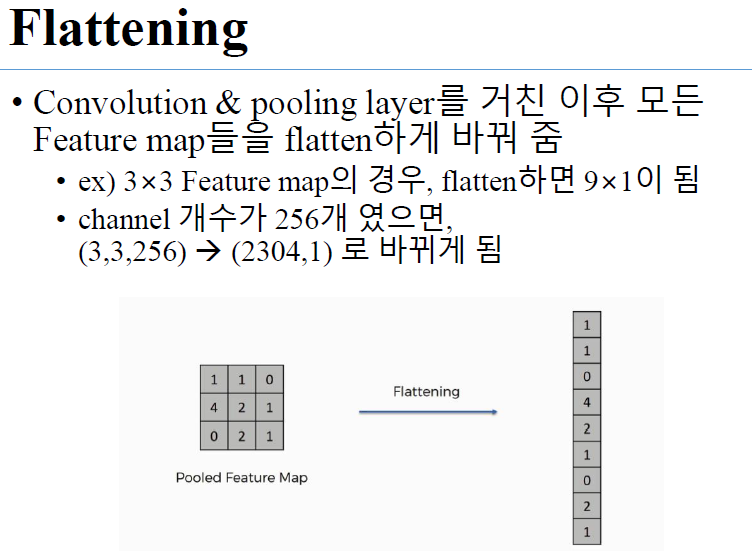 Flattening
• Convolution & pooling layer를 거친 이후 모든
Feature map들을 flatten하게 바꿔 줌
• ex) 3×3 Feature map의 경우, flatten하면 9×1이 됨
• channel 개수가 256개 였으면,
(3,3,256) → (2304,1) 로 바뀌게 됨
1 1 0
4 2 1
0 2 1
Pooled Feature Map
Flattening
1
1
0
4
2
1
0
2
1